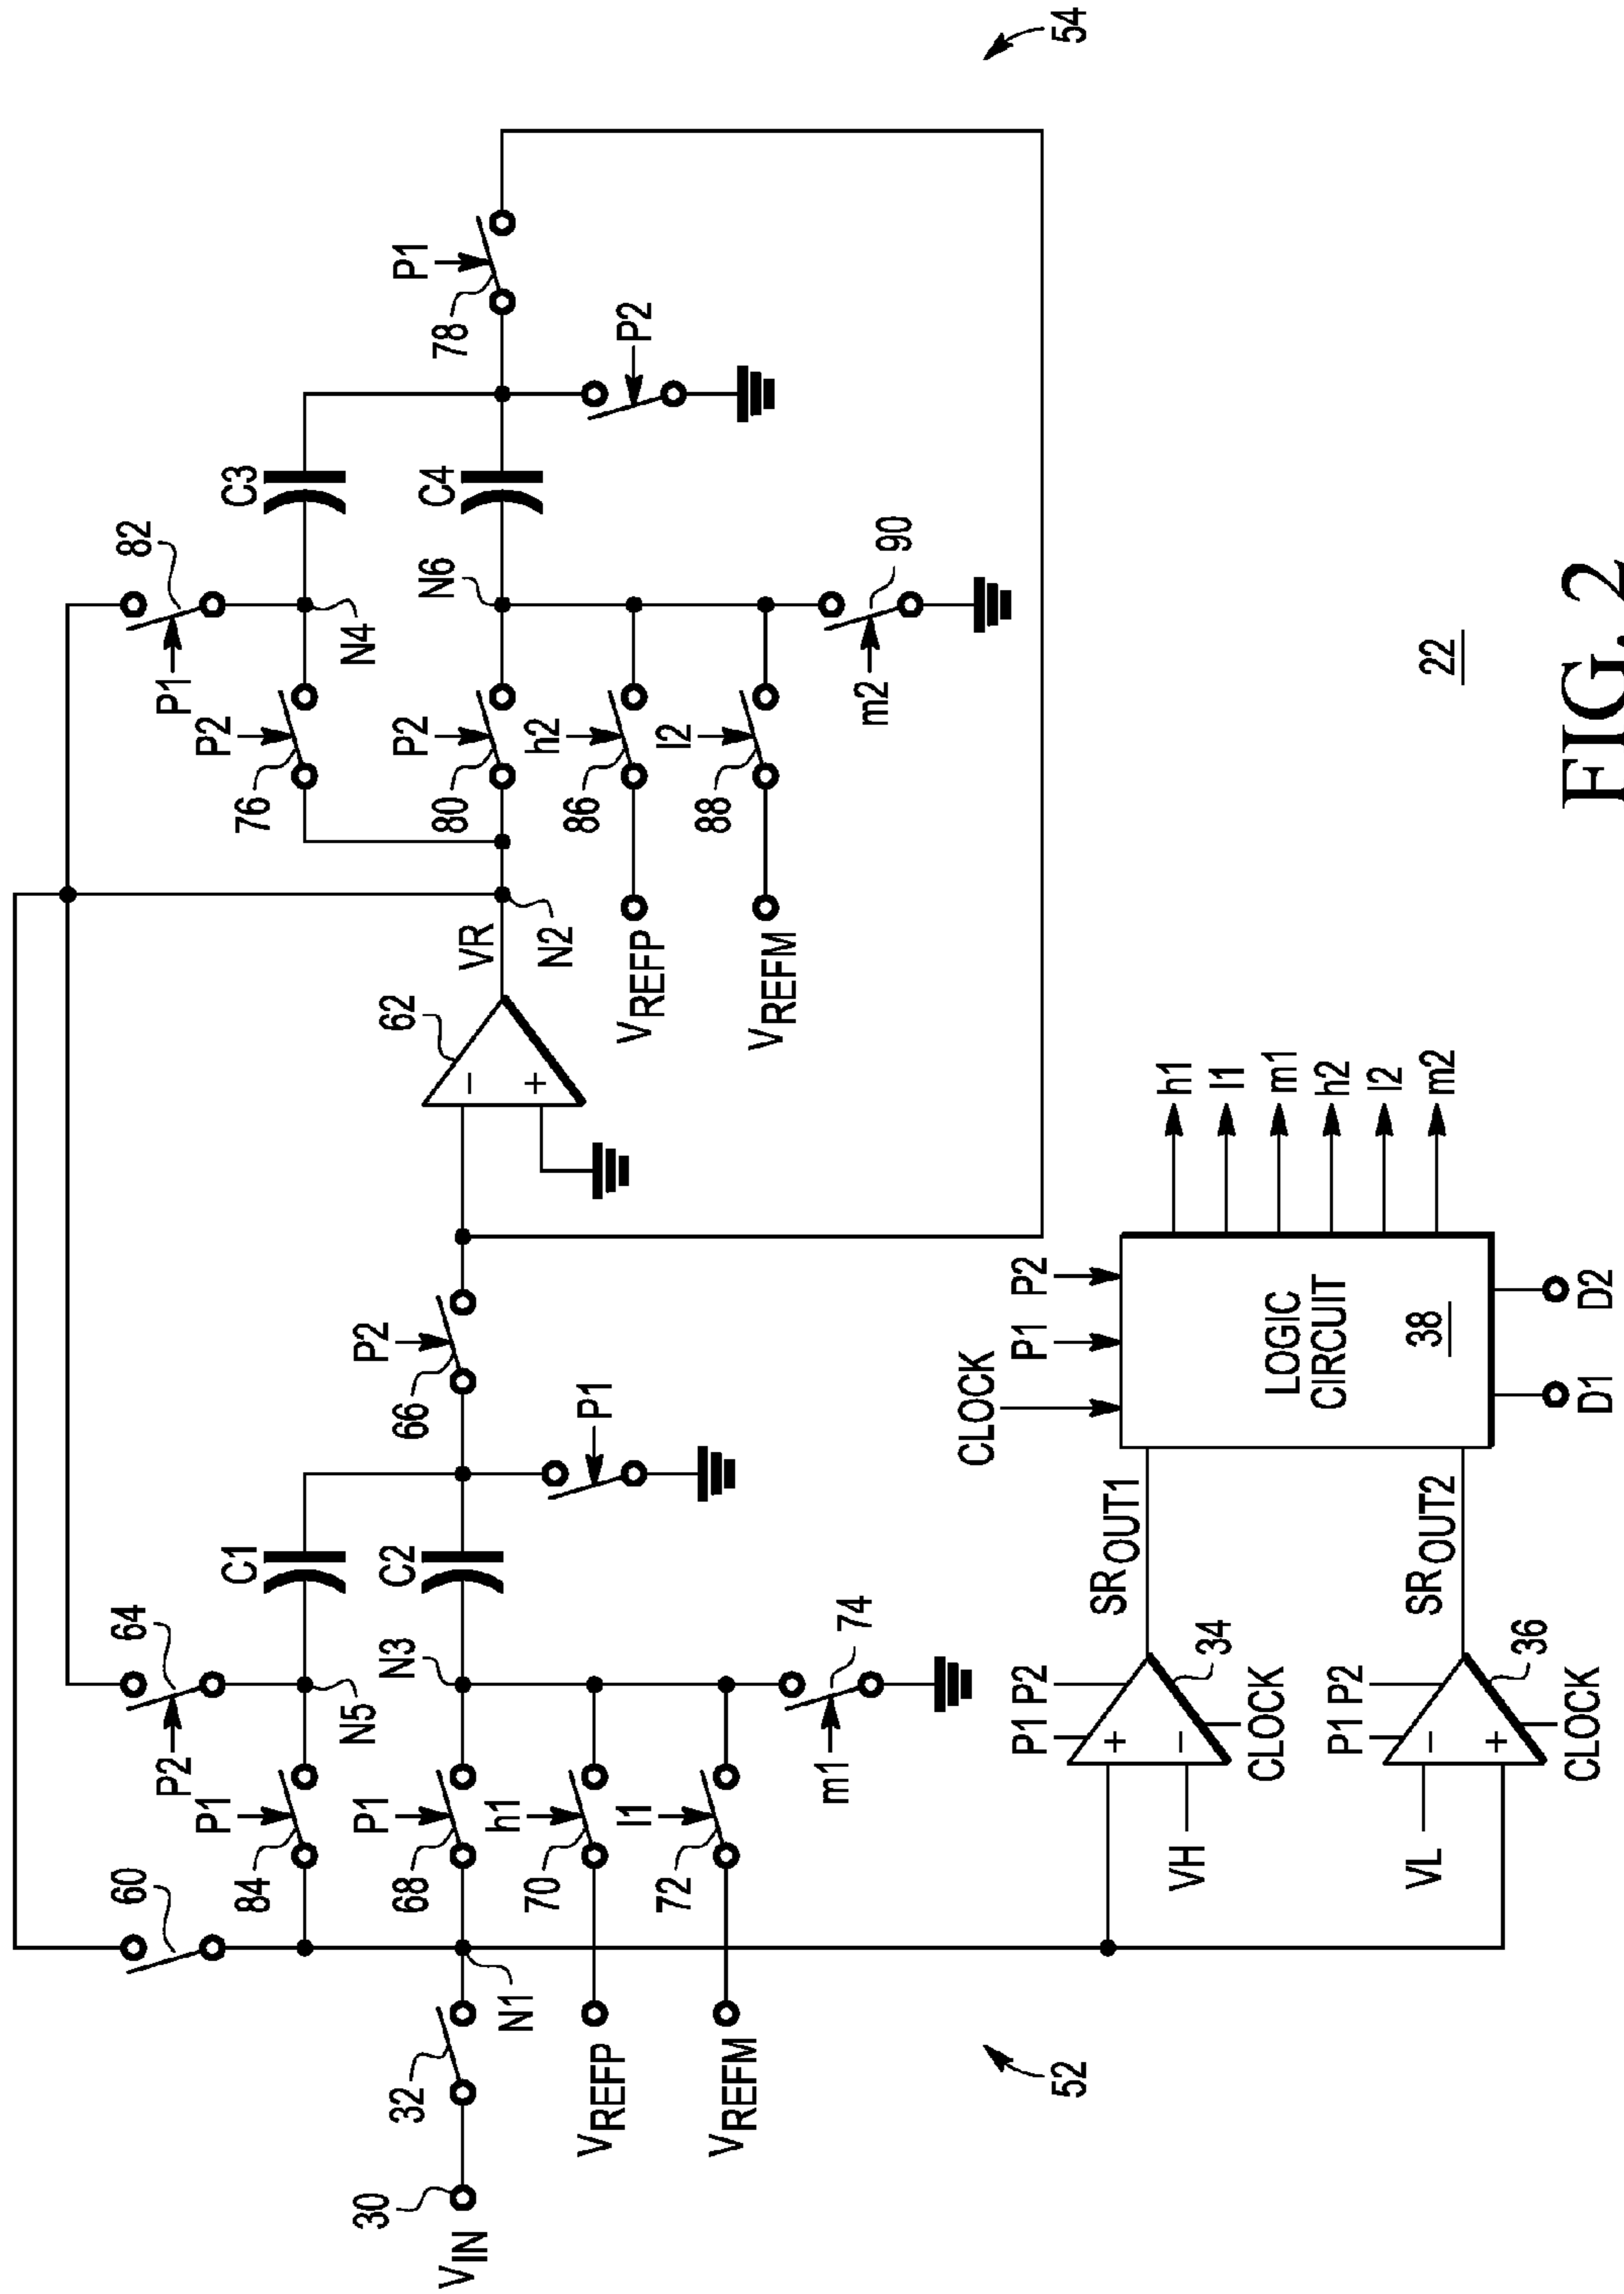 54
82
P1
N4
P2
76
C3
P1
78
P2
C4
N6
P2
80
h2
86
l2
88
90
m2
VR
N2
62
−
+
VREFP
VREFM
64
P2
N5
P1
84
60
C1
C2
N3
P1
68
h1
70
l1
72
74
m1
P1
P2
66
32
N1
30
VIN
VREFP
VREFM
52
P1 P2
+
−
34
VH
CLOCK
SROUT1
P1 P2
−
+
36
VL
CLOCK
SROUT2
CLOCK
P1
P2
LOGIC
CIRCUIT
38
h1
l1
m1
h2
l2
m2
D1
D2
22
FIG. 2